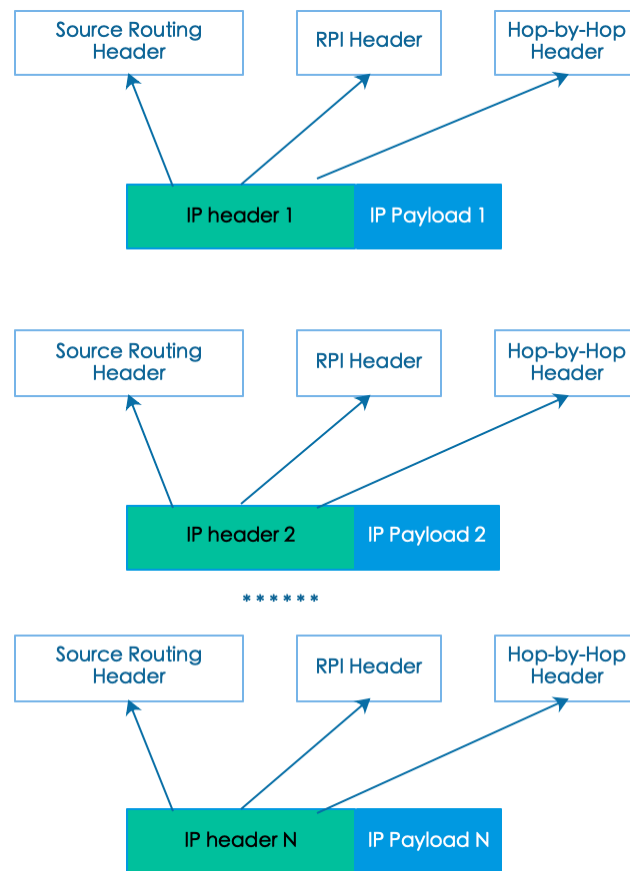 Source Routing
Header
RPI Header
Hop-by-Hop
Header
IP header 1
IP Payload 1
Source Routing
Header
RPI Header
Hop-by-Hop
Header
IP header 2
IP Payload 2
******
Source Routing
Header
RPI Header
Hop-by-Hop
Header
IP header N
IP Payload N